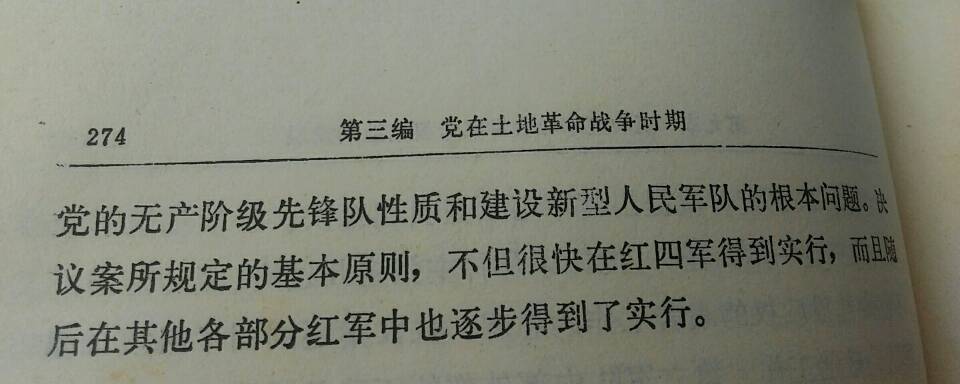 274 第三编 党在土地革命战争时期
党的无产阶级先锋队性质和建设新型人民军队的根本问题。决
议案所规定的基本原则，不但很快在红四军得到实行，而且随
后在其他各部分红军中也逐步得到了实行。